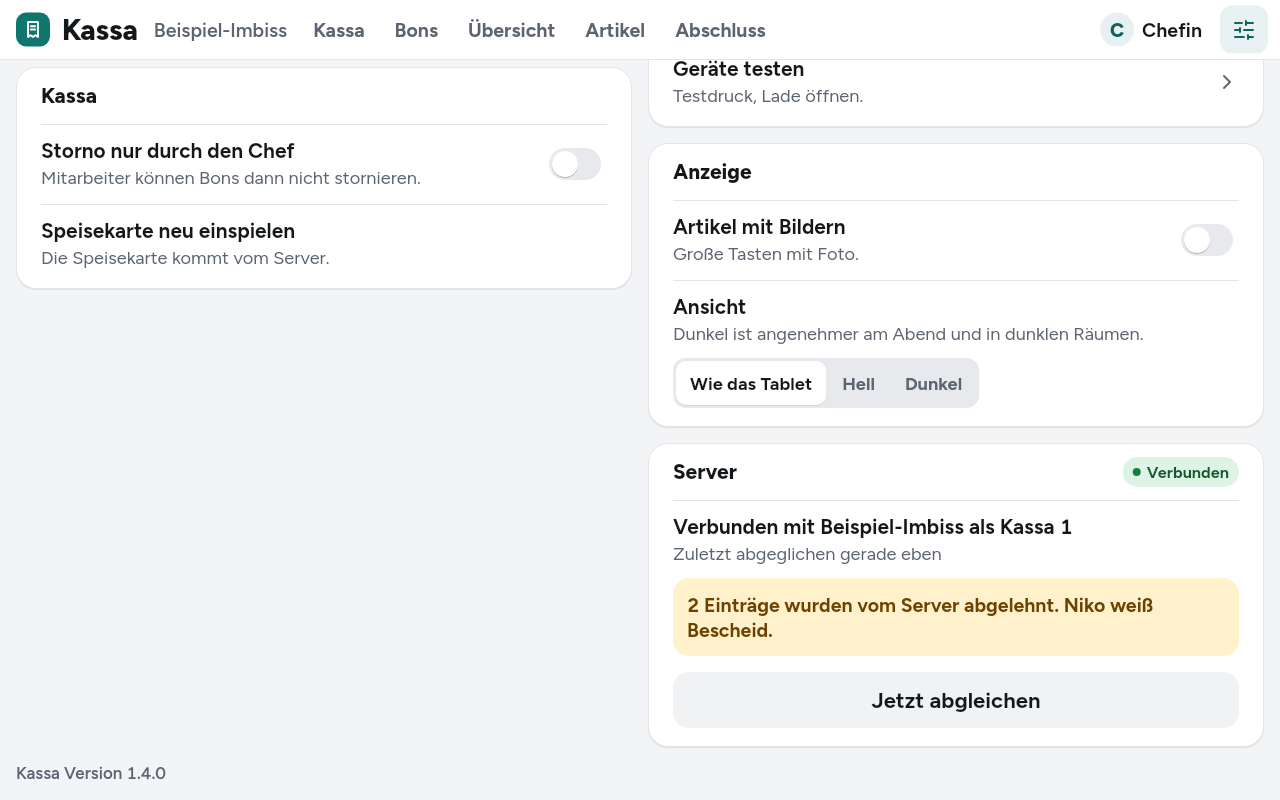 Kassa
Beispiel-Imbiss
Kassa
Bons
Übersicht
Artikel
Abschluss
C
Chefin
Kassa
Storno nur durch den Chef
Mitarbeiter können Bons dann nicht stornieren.
Speisekarte neu einspielen
Die Speisekarte kommt vom Server.
Geräte testen
Testdruck, Lade öffnen.
Anzeige
Artikel mit Bildern
Große Tasten mit Foto.
Ansicht
Dunkel ist angenehmer am Abend und in dunklen Räumen.
Wie das Tablet
Hell
Dunkel
Server
Verbunden
Verbunden mit Beispiel-Imbiss als Kassa 1
Zuletzt abgeglichen gerade eben
2 Einträge wurden vom Server abgelehnt. Niko weiß
Bescheid.
Jetzt abgleichen
Kassa Version 1.4.0